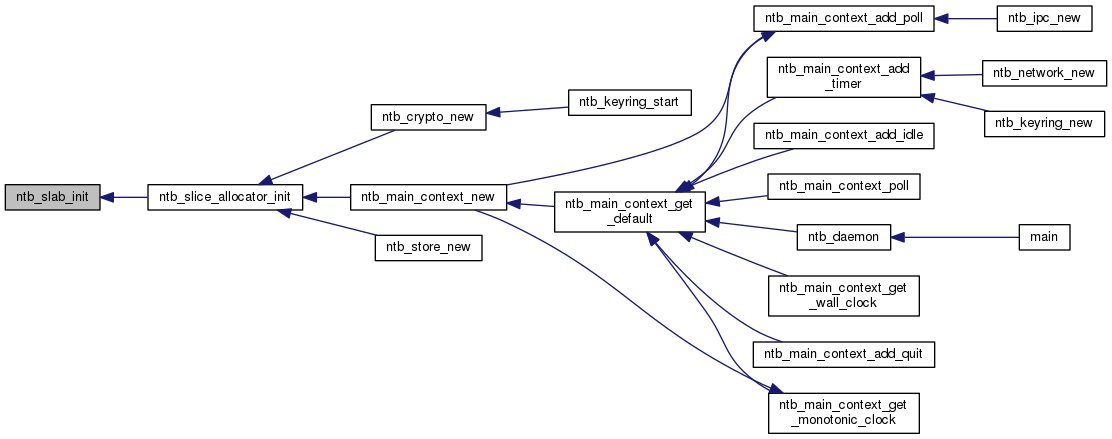 ntb_slab_init
ntb_slice_allocator_init
ntb_crypto_new
ntb_keyring_start
ntb_main_context_new
ntb_store_new
ntb_main_context_get
_default
ntb_main_context_add_poll
ntb_ipc_new
ntb_main_context_add
_timer
ntb_network_new
ntb_keyring_new
ntb_main_context_add_idle
ntb_main_context_poll
ntb_daemon
main
ntb_main_context_get
_wall_clock
ntb_main_context_add_quit
ntb_main_context_get
_monotonic_clock